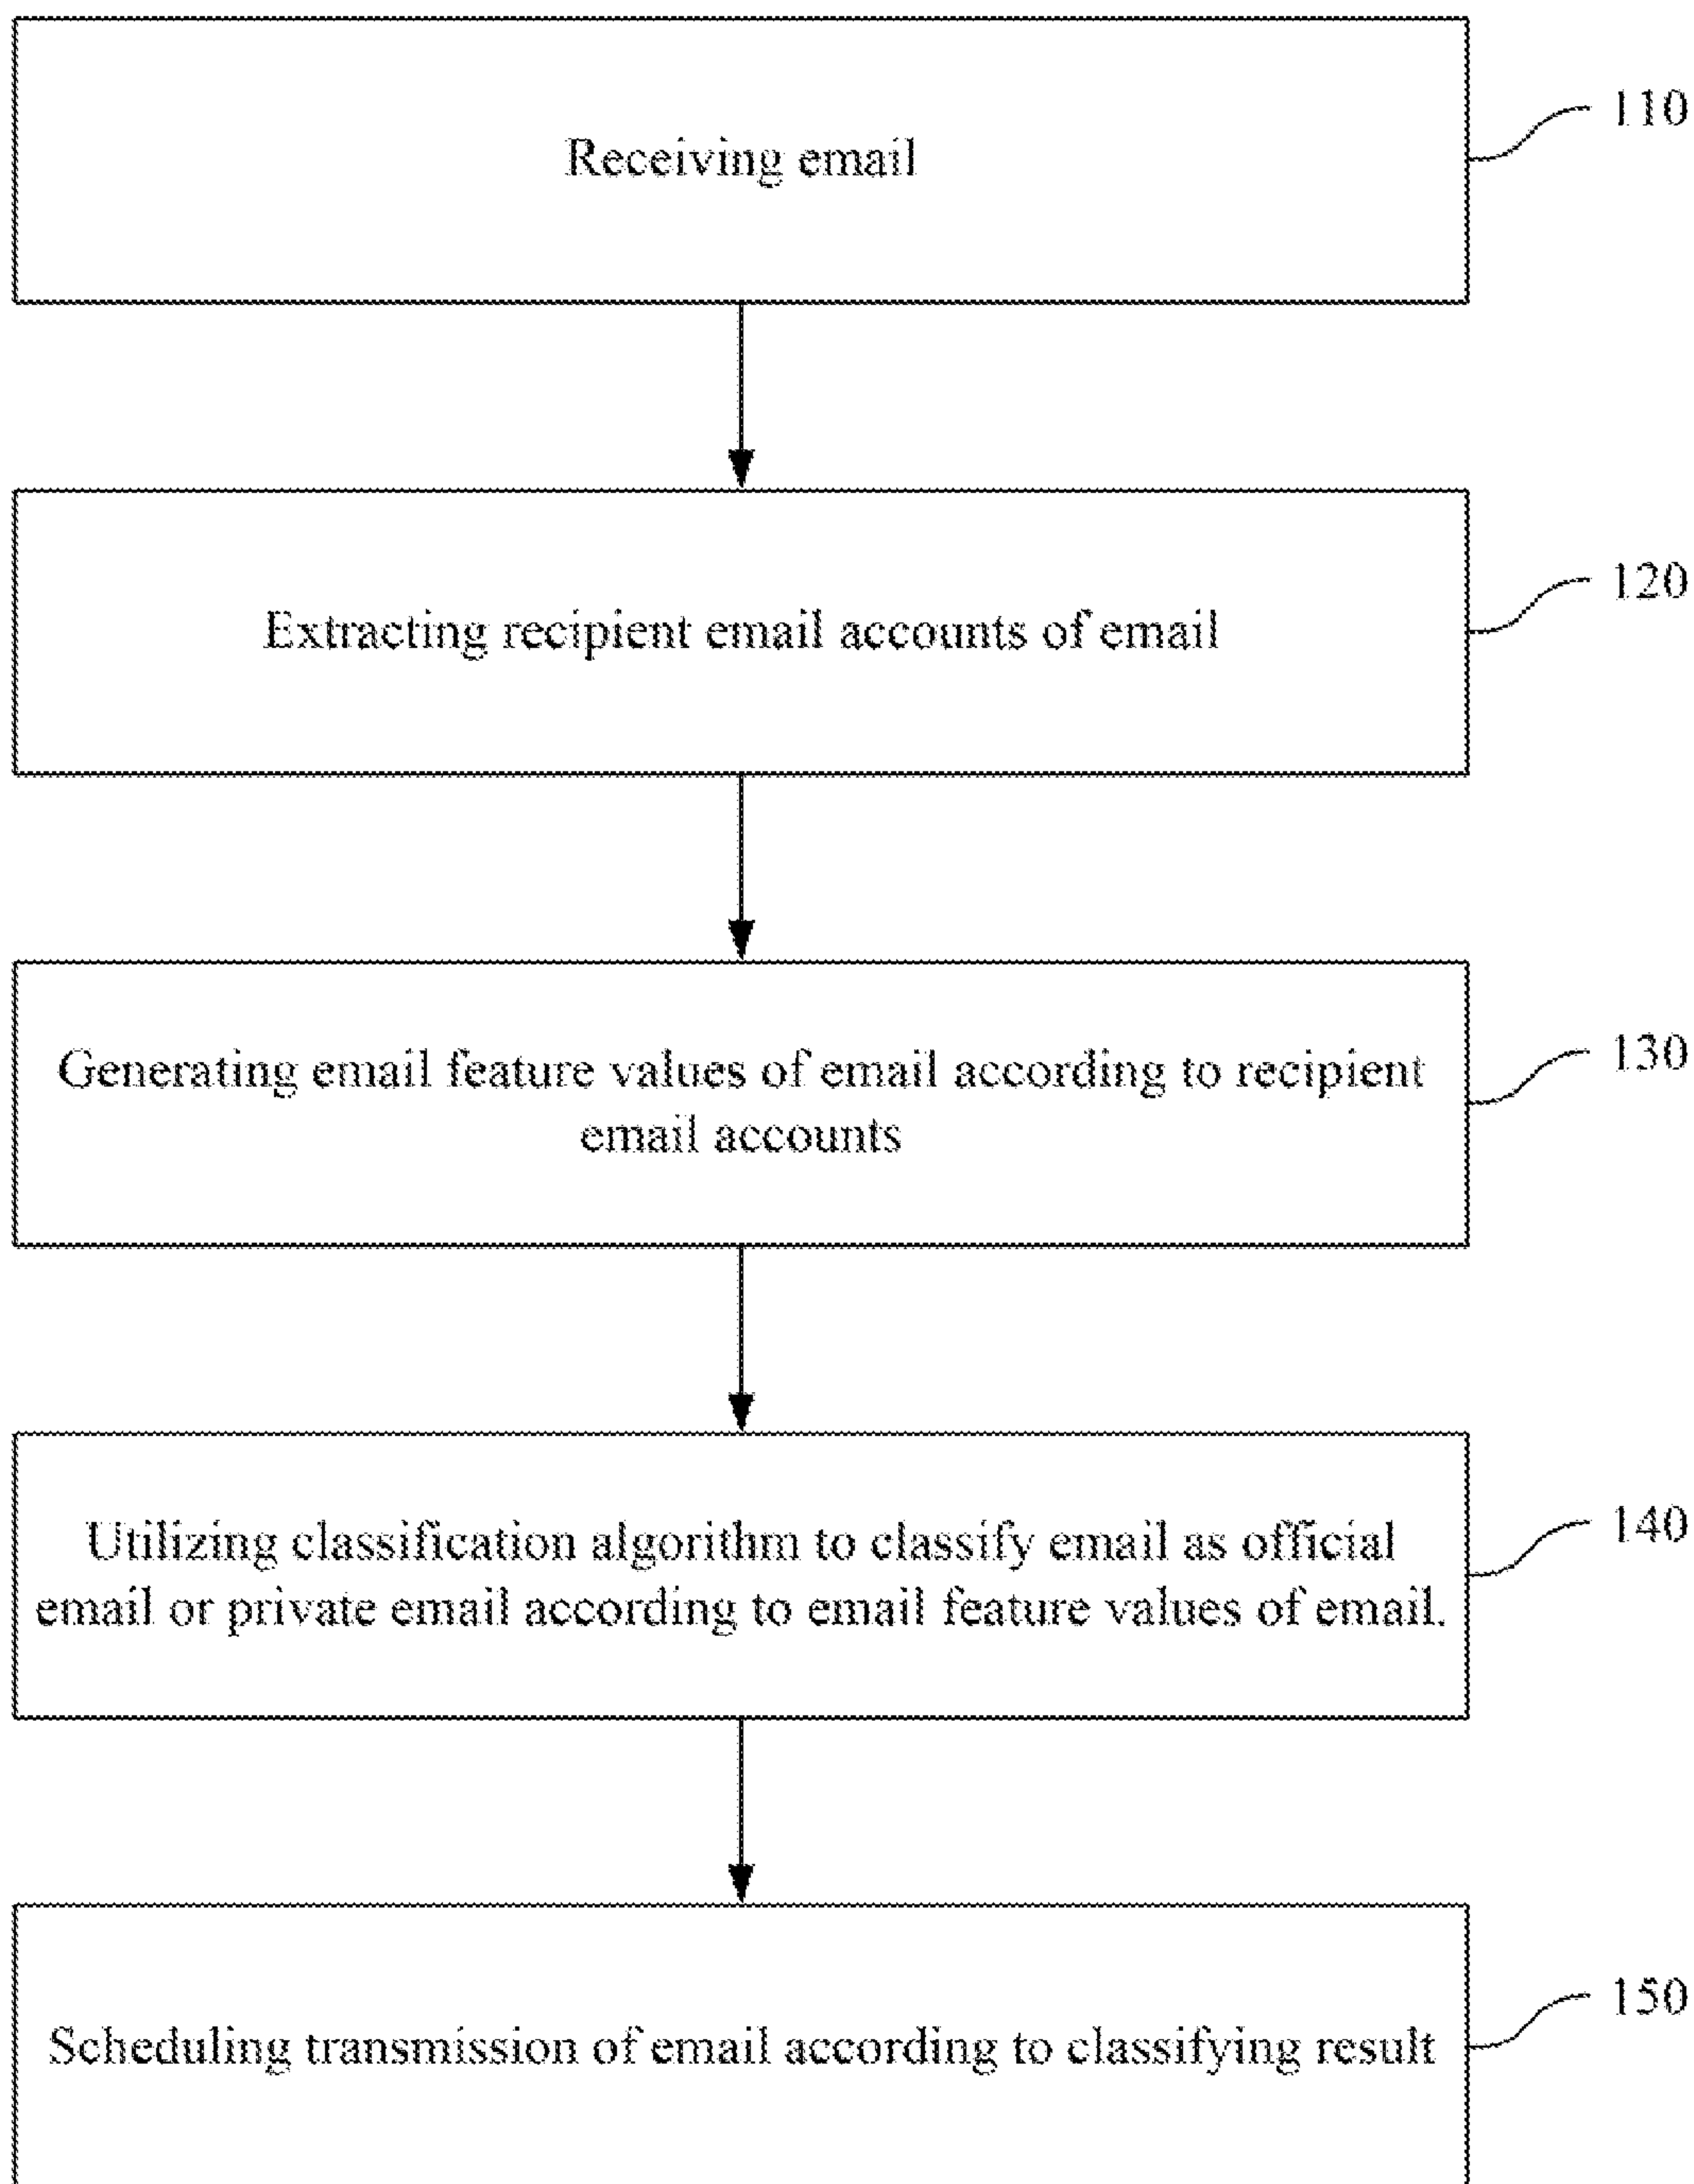 Receiving email
110
Extracting recipient email accounts of email
120
Generating email feature values of email according to recipient
email accounts
130
Utilizing classification algorithm to classify email as official
email or private email according to email feature values of email.
140
Scheduling transmission of email according to classifying result
150